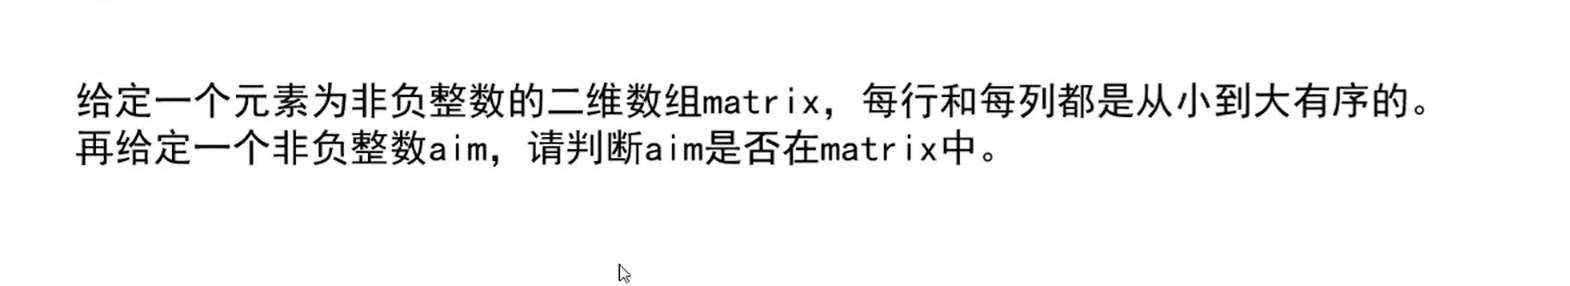 给定一个元素为非负整数的二维数组matrix，每行和每列都是从小到大有序的。
再给定一个非负整数aim，请判断aim是否在matrix中。